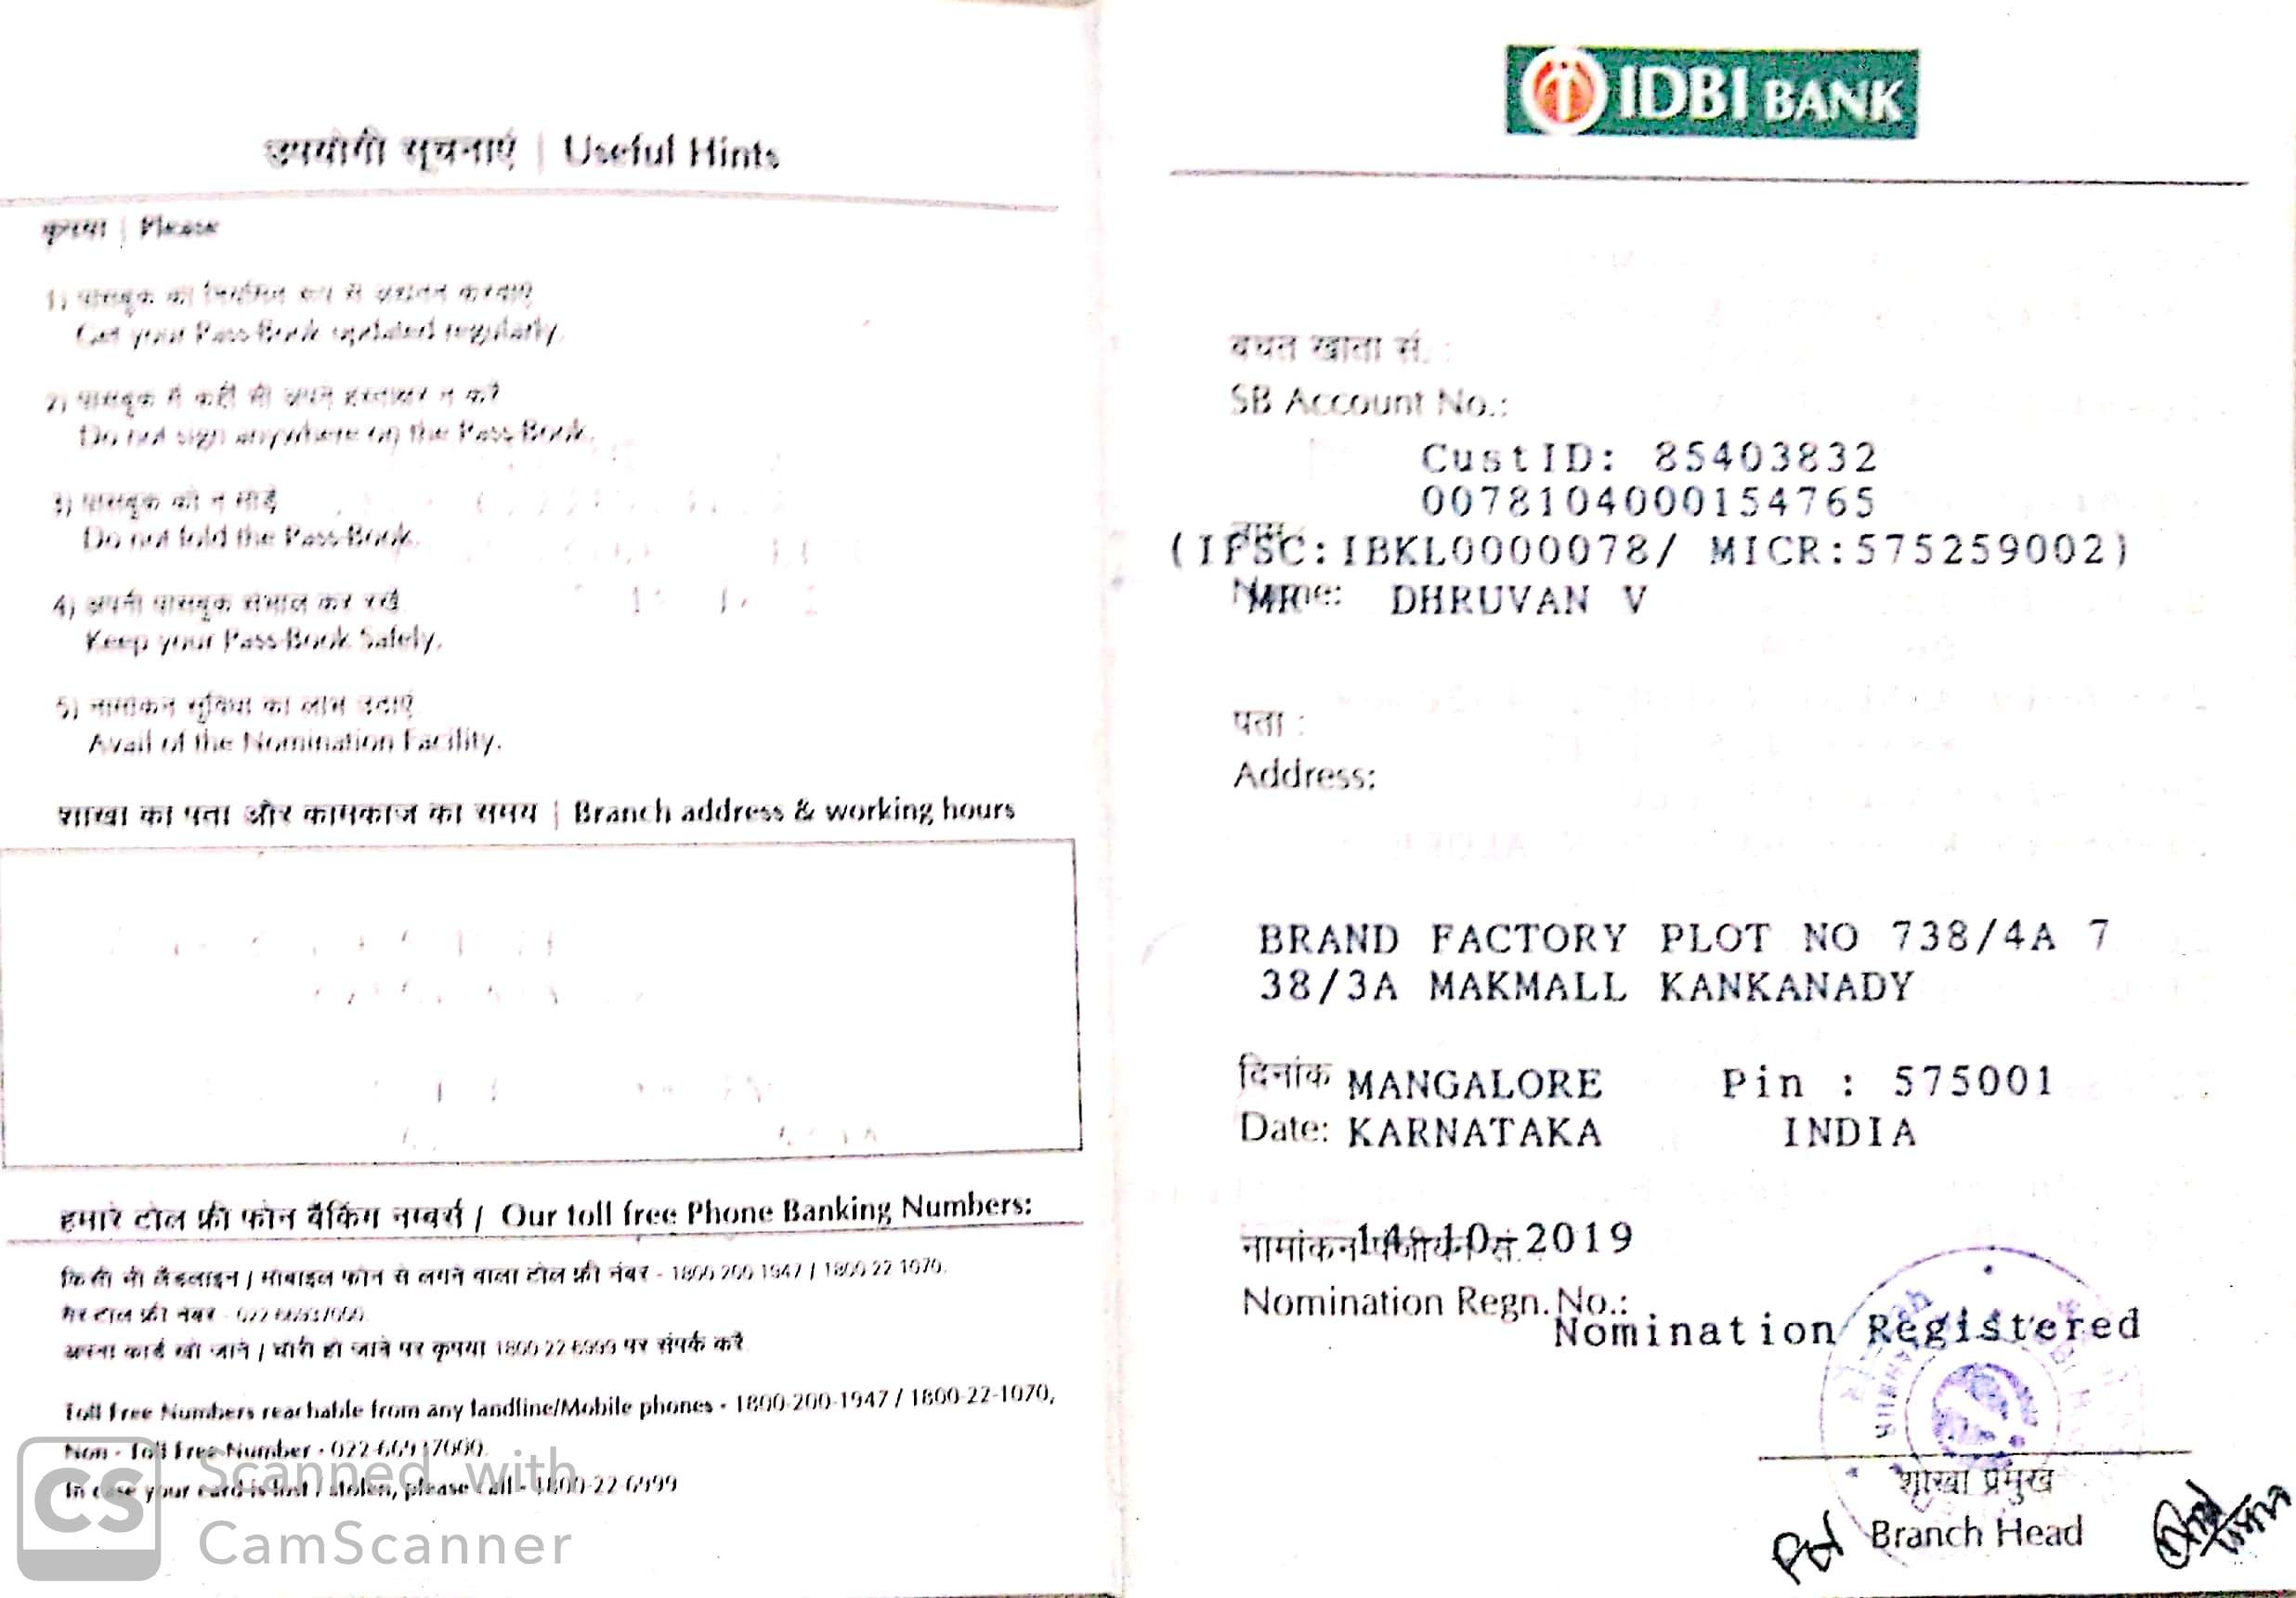 उपयोगी सूचनाएं | Useful Hints
कृपया | Please
1) पासबुक को नियमित रूप से अद्यतन करवाएं
Get your Pass-Book updated regularly.
2) पासबुक में कहीं भी अपने हस्ताक्षर न करें
Do not sign anywhere on the Pass-Book.
3) पासबुक को न मोड़ें
Do not fold the Pass-Book.
4) अपनी पासबुक संभाल कर रखें
Keep your Pass-Book Safely.
5) नामांकन सुविधा का लाभ उठाएं
Avail of the Nomination Facility.
शाखा का पता और कामकाज का समय | Branch address & working hours
हमारे टोल फ्री फोन बैंकिंग नम्बर्स / Our toll free Phone Banking Numbers:
किसी भी लैंडलाइन / मोबाइल फोन से लगने वाला टोल फ्री नंबर - 1800 200 1947 / 1800 22 1070.
गैर टोल फ्री नंबर -
अपना कार्ड खो जाने / चोरी हो जाने पर कृपया 1800 22 6999 पर संपर्क करें
Toll Free Numbers reachable from any landline/Mobile phones - 1800-200-1947 / 1800-22-1070,
Non - Toll Free Number -
In case your card is lost / stolen, please call - 1800-22-6999
CS Scanned with
CamScanner
IDBI BANK
बचत खाता सं. :
SB Account No.:
CustID: 85403832
0078104000154765
नाम
(IFSC:IBKL0000078/ MICR:575259002)
Name: MR DHRUVAN V
पता :
Address:
BRAND FACTORY PLOT NO 738/4A 7
38/3A MAKMALL KANKANADY
दिनांक MANGALORE Pin : 575001
Date: KARNATAKA INDIA
नामांकन 14-10-2019
Nomination Regn. No.:
Nomination Registered
शाखा प्रमुख
Branch Head